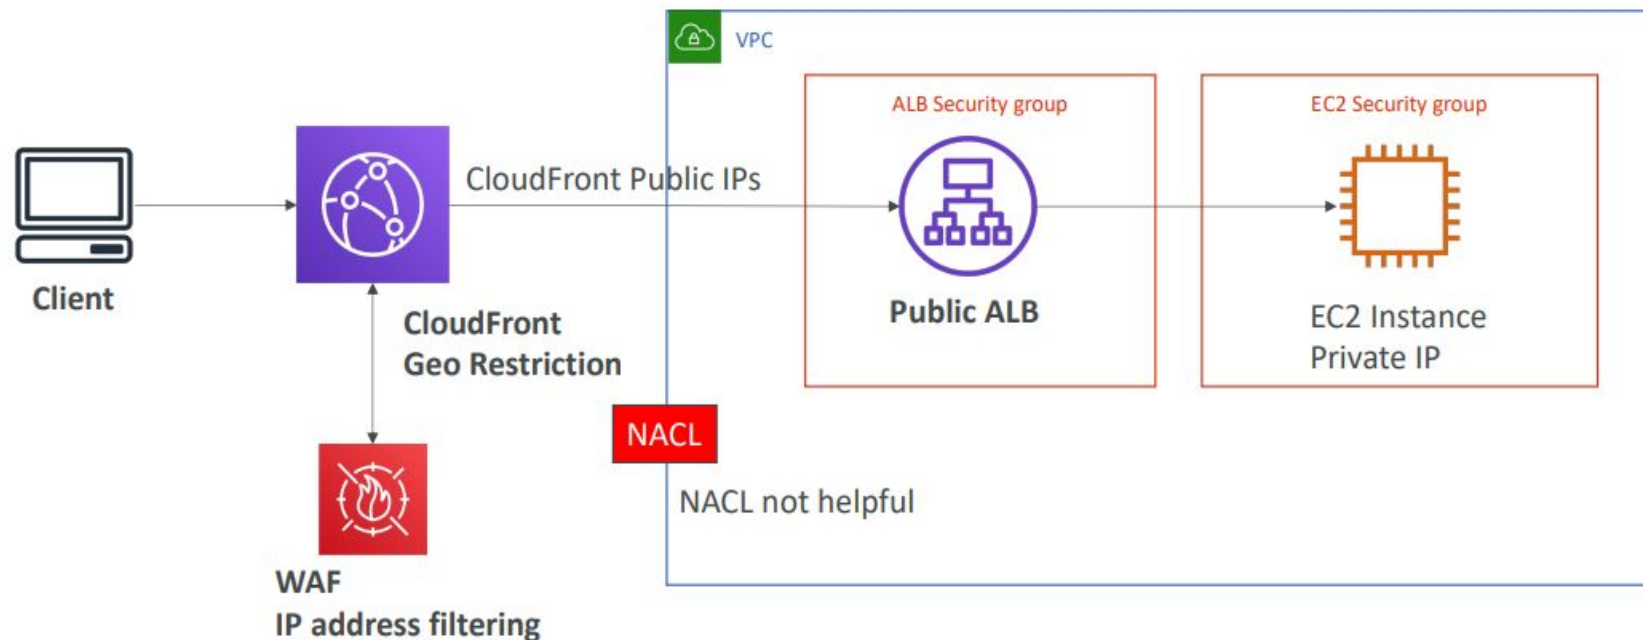 VPC
ALB Security group
EC2 Security group
CloudFront Public IPs
Client
CloudFront
Geo Restriction
Public ALB
EC2 Instance
Private IP
NACL
NACL not helpful
WAF
IP address filtering